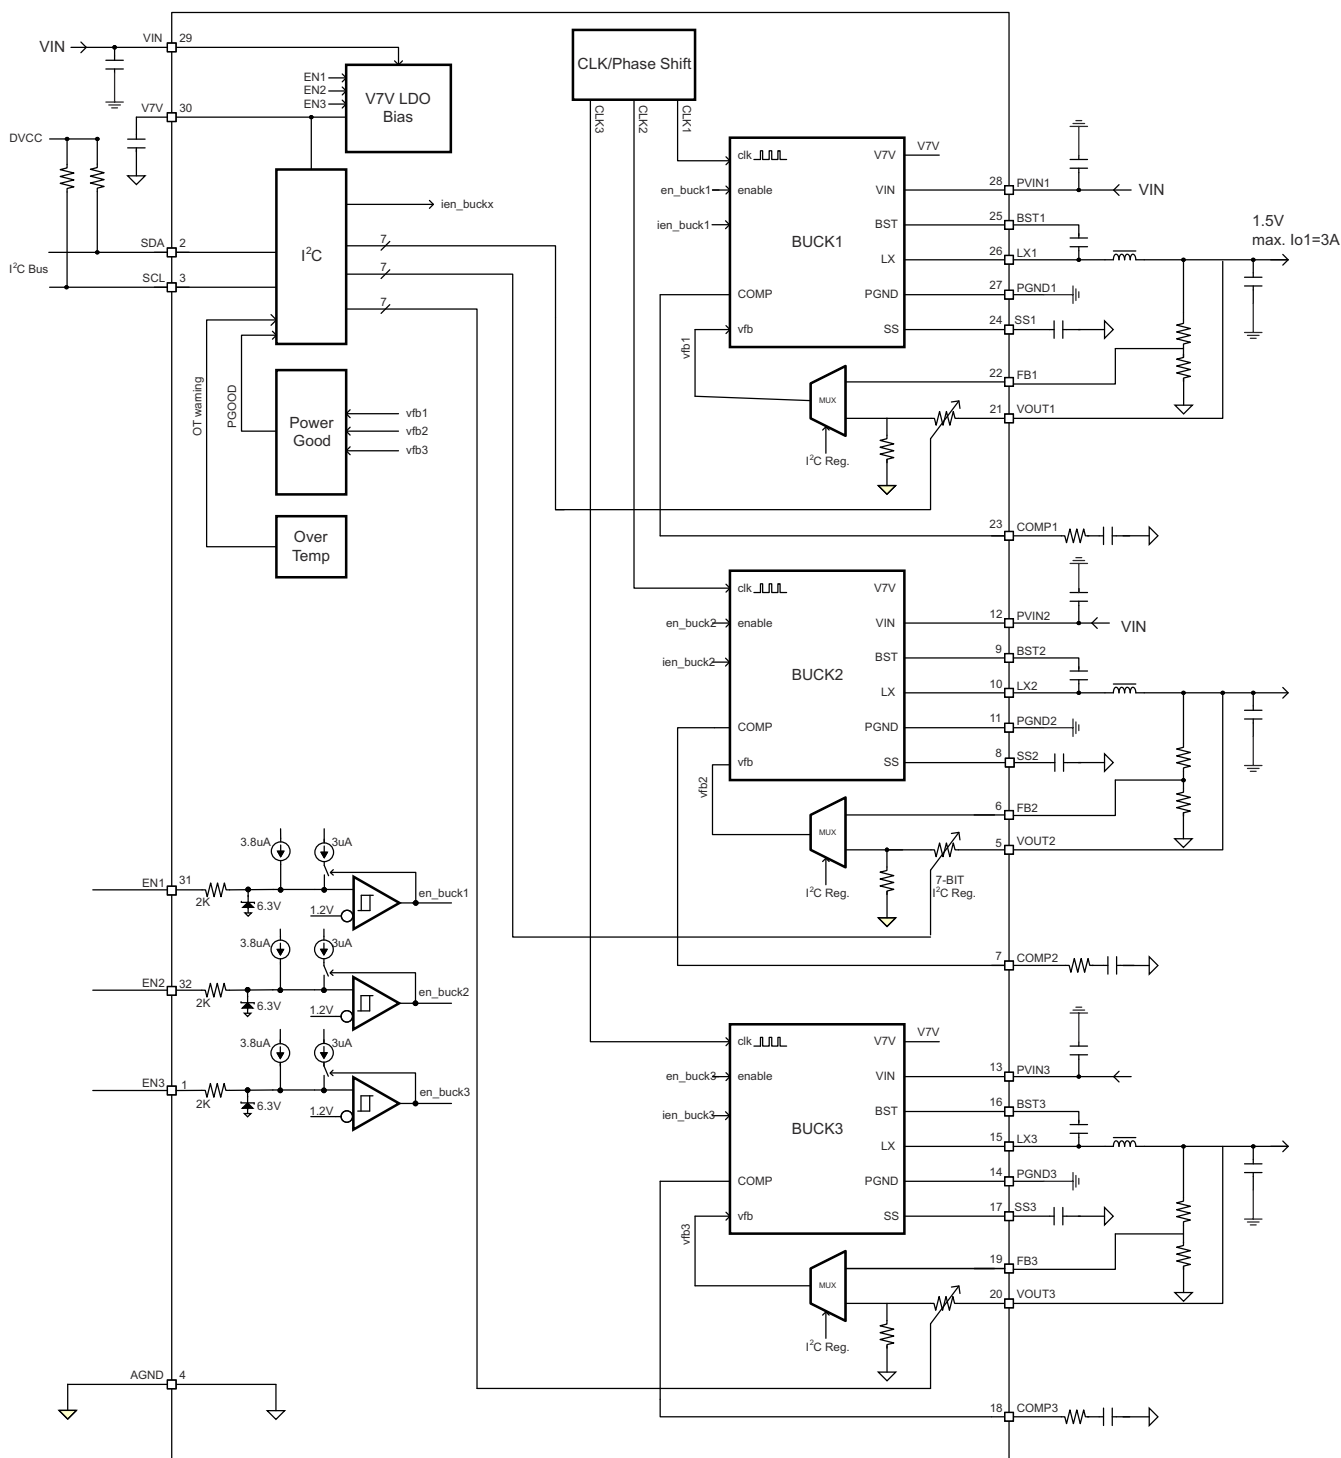 VIN
VIN 29
EN1
EN2
EN3
V7V LDO
Bias
V7V 30
DVCC
SDA 2
I²C Bus
SCL 3
I²C
ien_buckx
7
7
7
OT warning
PGOOD
Power
Good
vfb1
vfb2
vfb3
Over
Temp
CLK/Phase Shift
CLK3
CLK2
CLK1
BUCK1
clk
enable
COMP
vfb
V7V
VIN
BST
LX
PGND
SS
V7V
en_buck1
ien_buck1
vfb1
MUX
I²C Reg.
28 PVIN1
VIN
25 BST1
26 LX1
1.5V
max. Io1=3A
27 PGND1
24 SS1
22 FB1
21 VOUT1
23 COMP1
BUCK2
clk
enable
COMP
vfb
V7V
VIN
BST
LX
PGND
SS
en_buck2
ien_buck2
vfb2
MUX
I²C Reg.
7-BIT
I²C Reg.
12 PVIN2
VIN
9 BST2
10 LX2
11 PGND2
8 SS2
6 FB2
5 VOUT2
7 COMP2
3.8uA
3uA
EN1 31
2K
6.3V
1.2V
en_buck1
3.8uA
3uA
EN2 32
2K
6.3V
1.2V
en_buck2
3.8uA
3uA
EN3 1
2K
6.3V
1.2V
en_buck3
BUCK3
clk
enable
COMP
vfb
V7V
VIN
BST
LX
PGND
SS
V7V
en_buck3
ien_buck3
vfb3
MUX
I²C Reg.
13 PVIN3
16 BST3
15 LX3
14 PGND3
17 SS3
19 FB3
20 VOUT3
18 COMP3
AGND 4